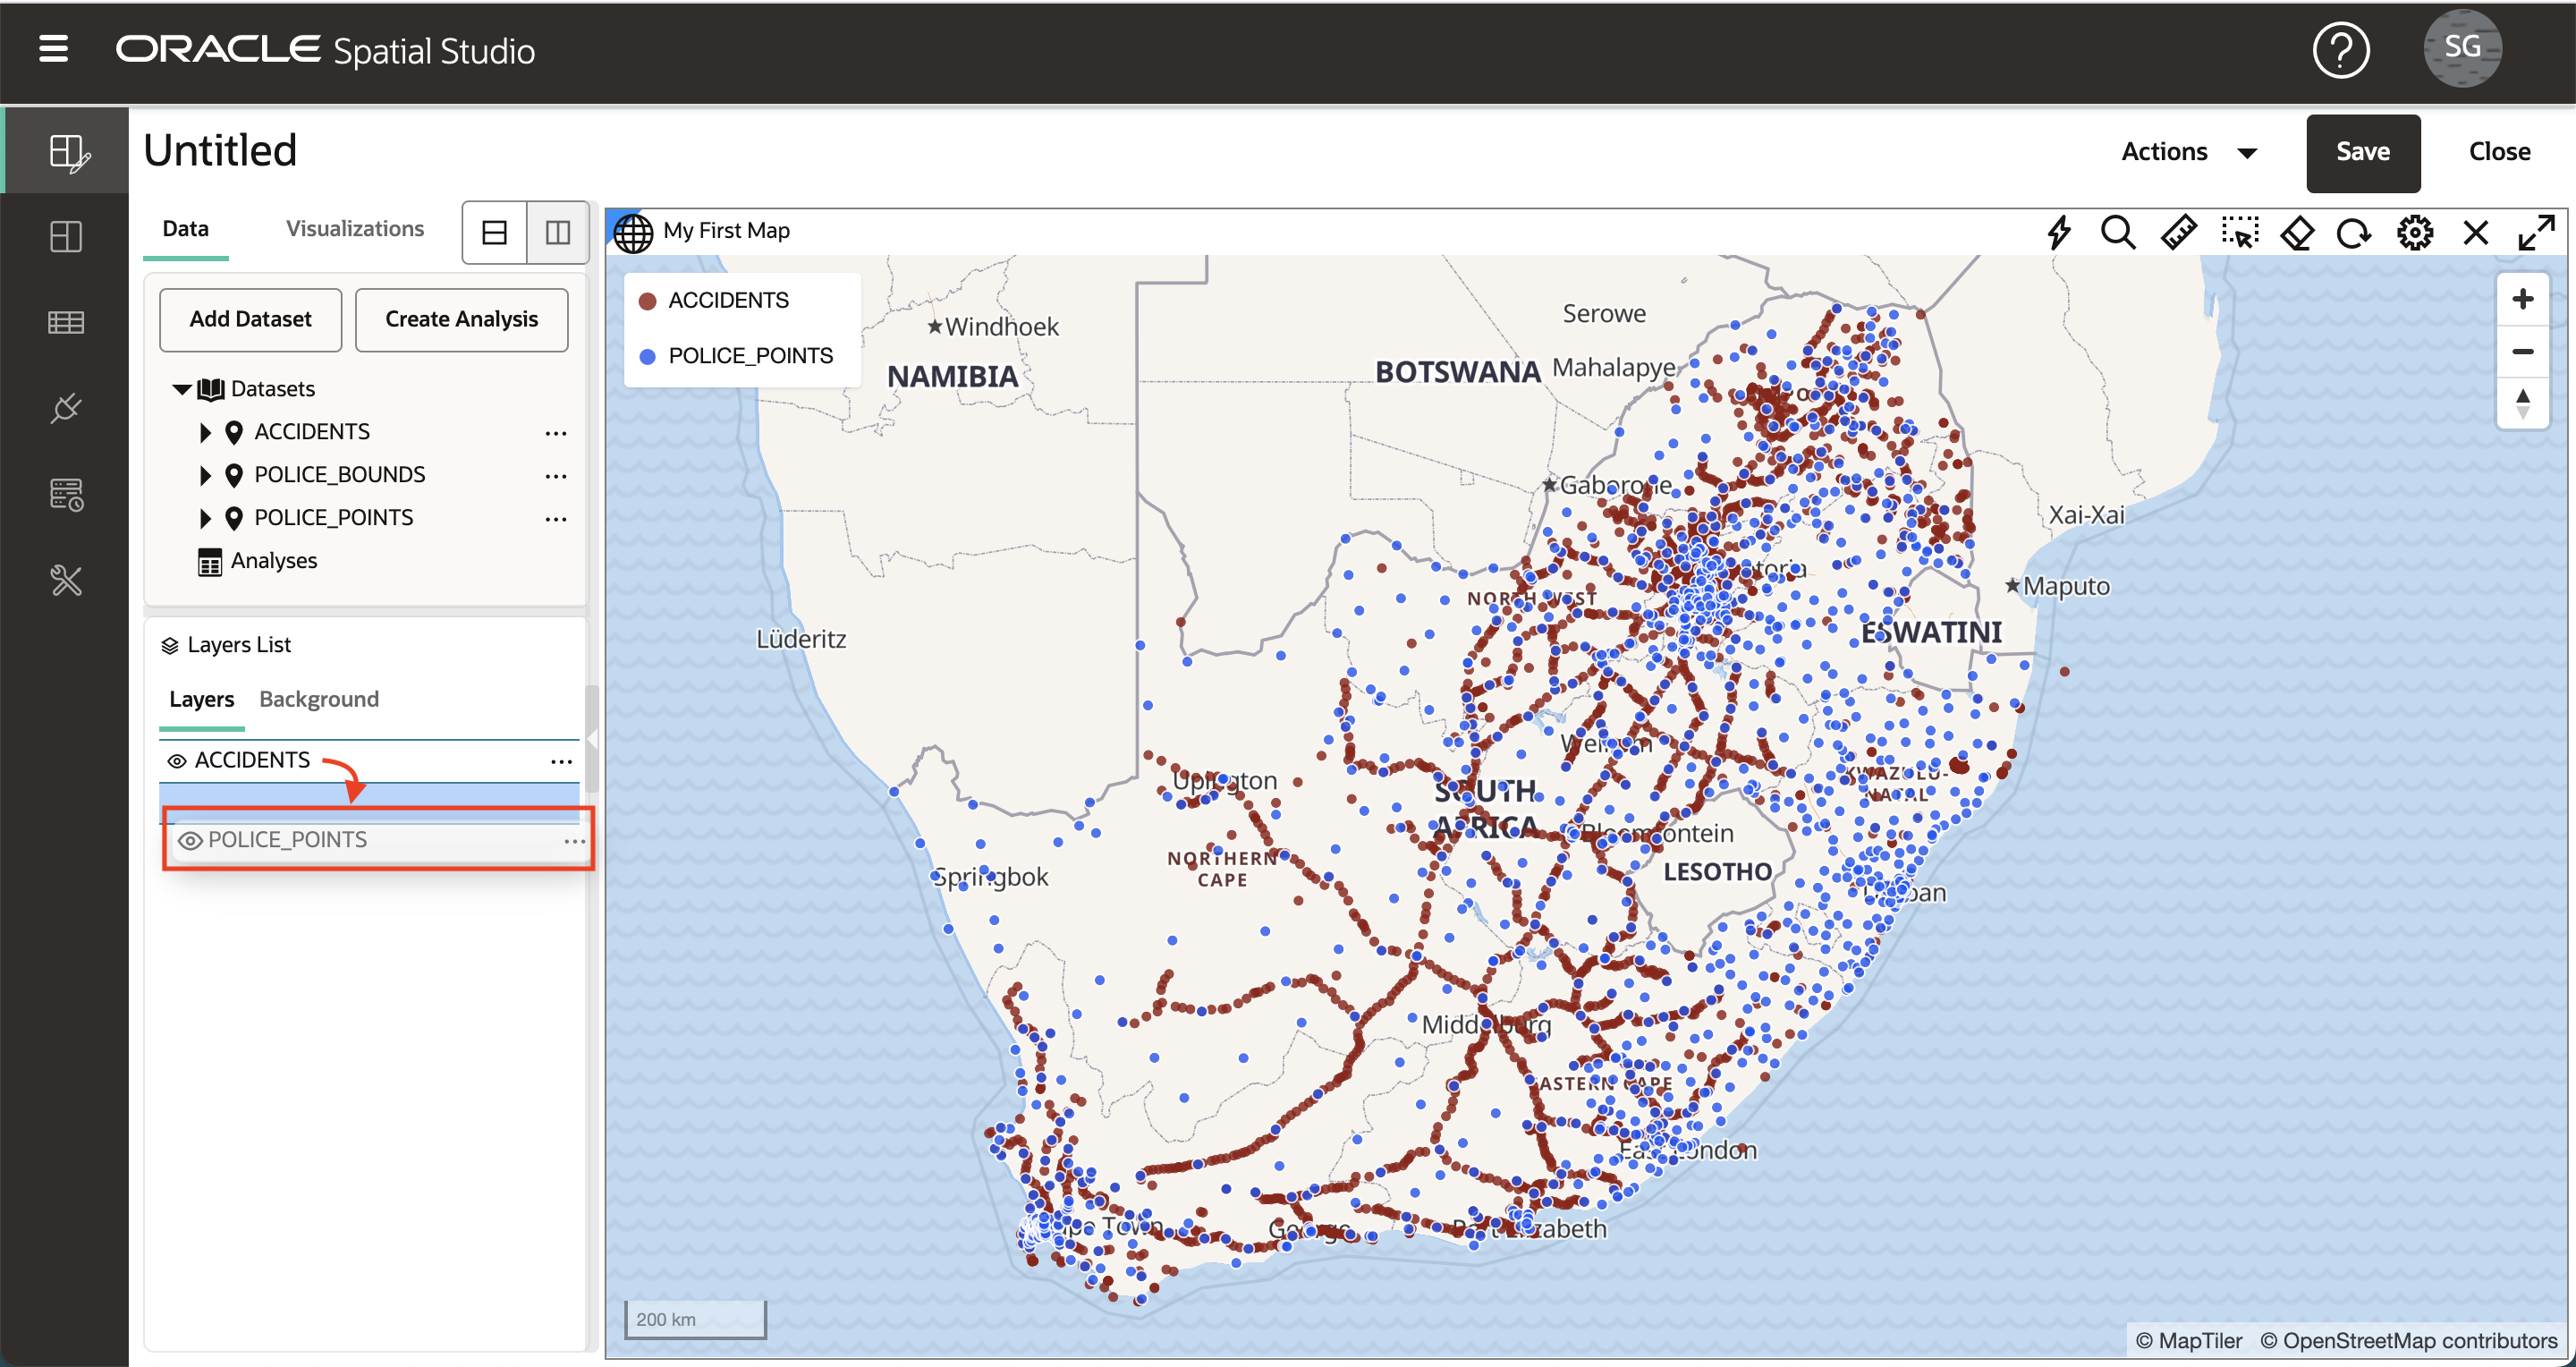 ORACLE Spatial Studio
SG
Untitled
Actions
Save
Close
Data
Visualizations
My First Map
Add Dataset
Create Analysis
Datasets
ACCIDENTS
POLICE_BOUNDS
POLICE_POINTS
Analyses
Layers List
Layers
Background
ACCIDENTS
POLICE_POINTS
ACCIDENTS
POLICE_POINTS
Windhoek
NAMIBIA
BOTSWANA
Serowe
Mahalapye
Gaborone
Xai-Xai
Maputo
NORTH WEST
ESWATINI
Lüderitz
Welkom
Upington
SOUTH
AFRICA
KWAZULU-
NATAL
Bloemfontein
NORTHERN
CAPE
LESOTHO
Springbok
Durban
Middelburg
EASTERN CAPE
East London
Cape Town
George
Port Elizabeth
200 km
© MapTiler © OpenStreetMap contributors